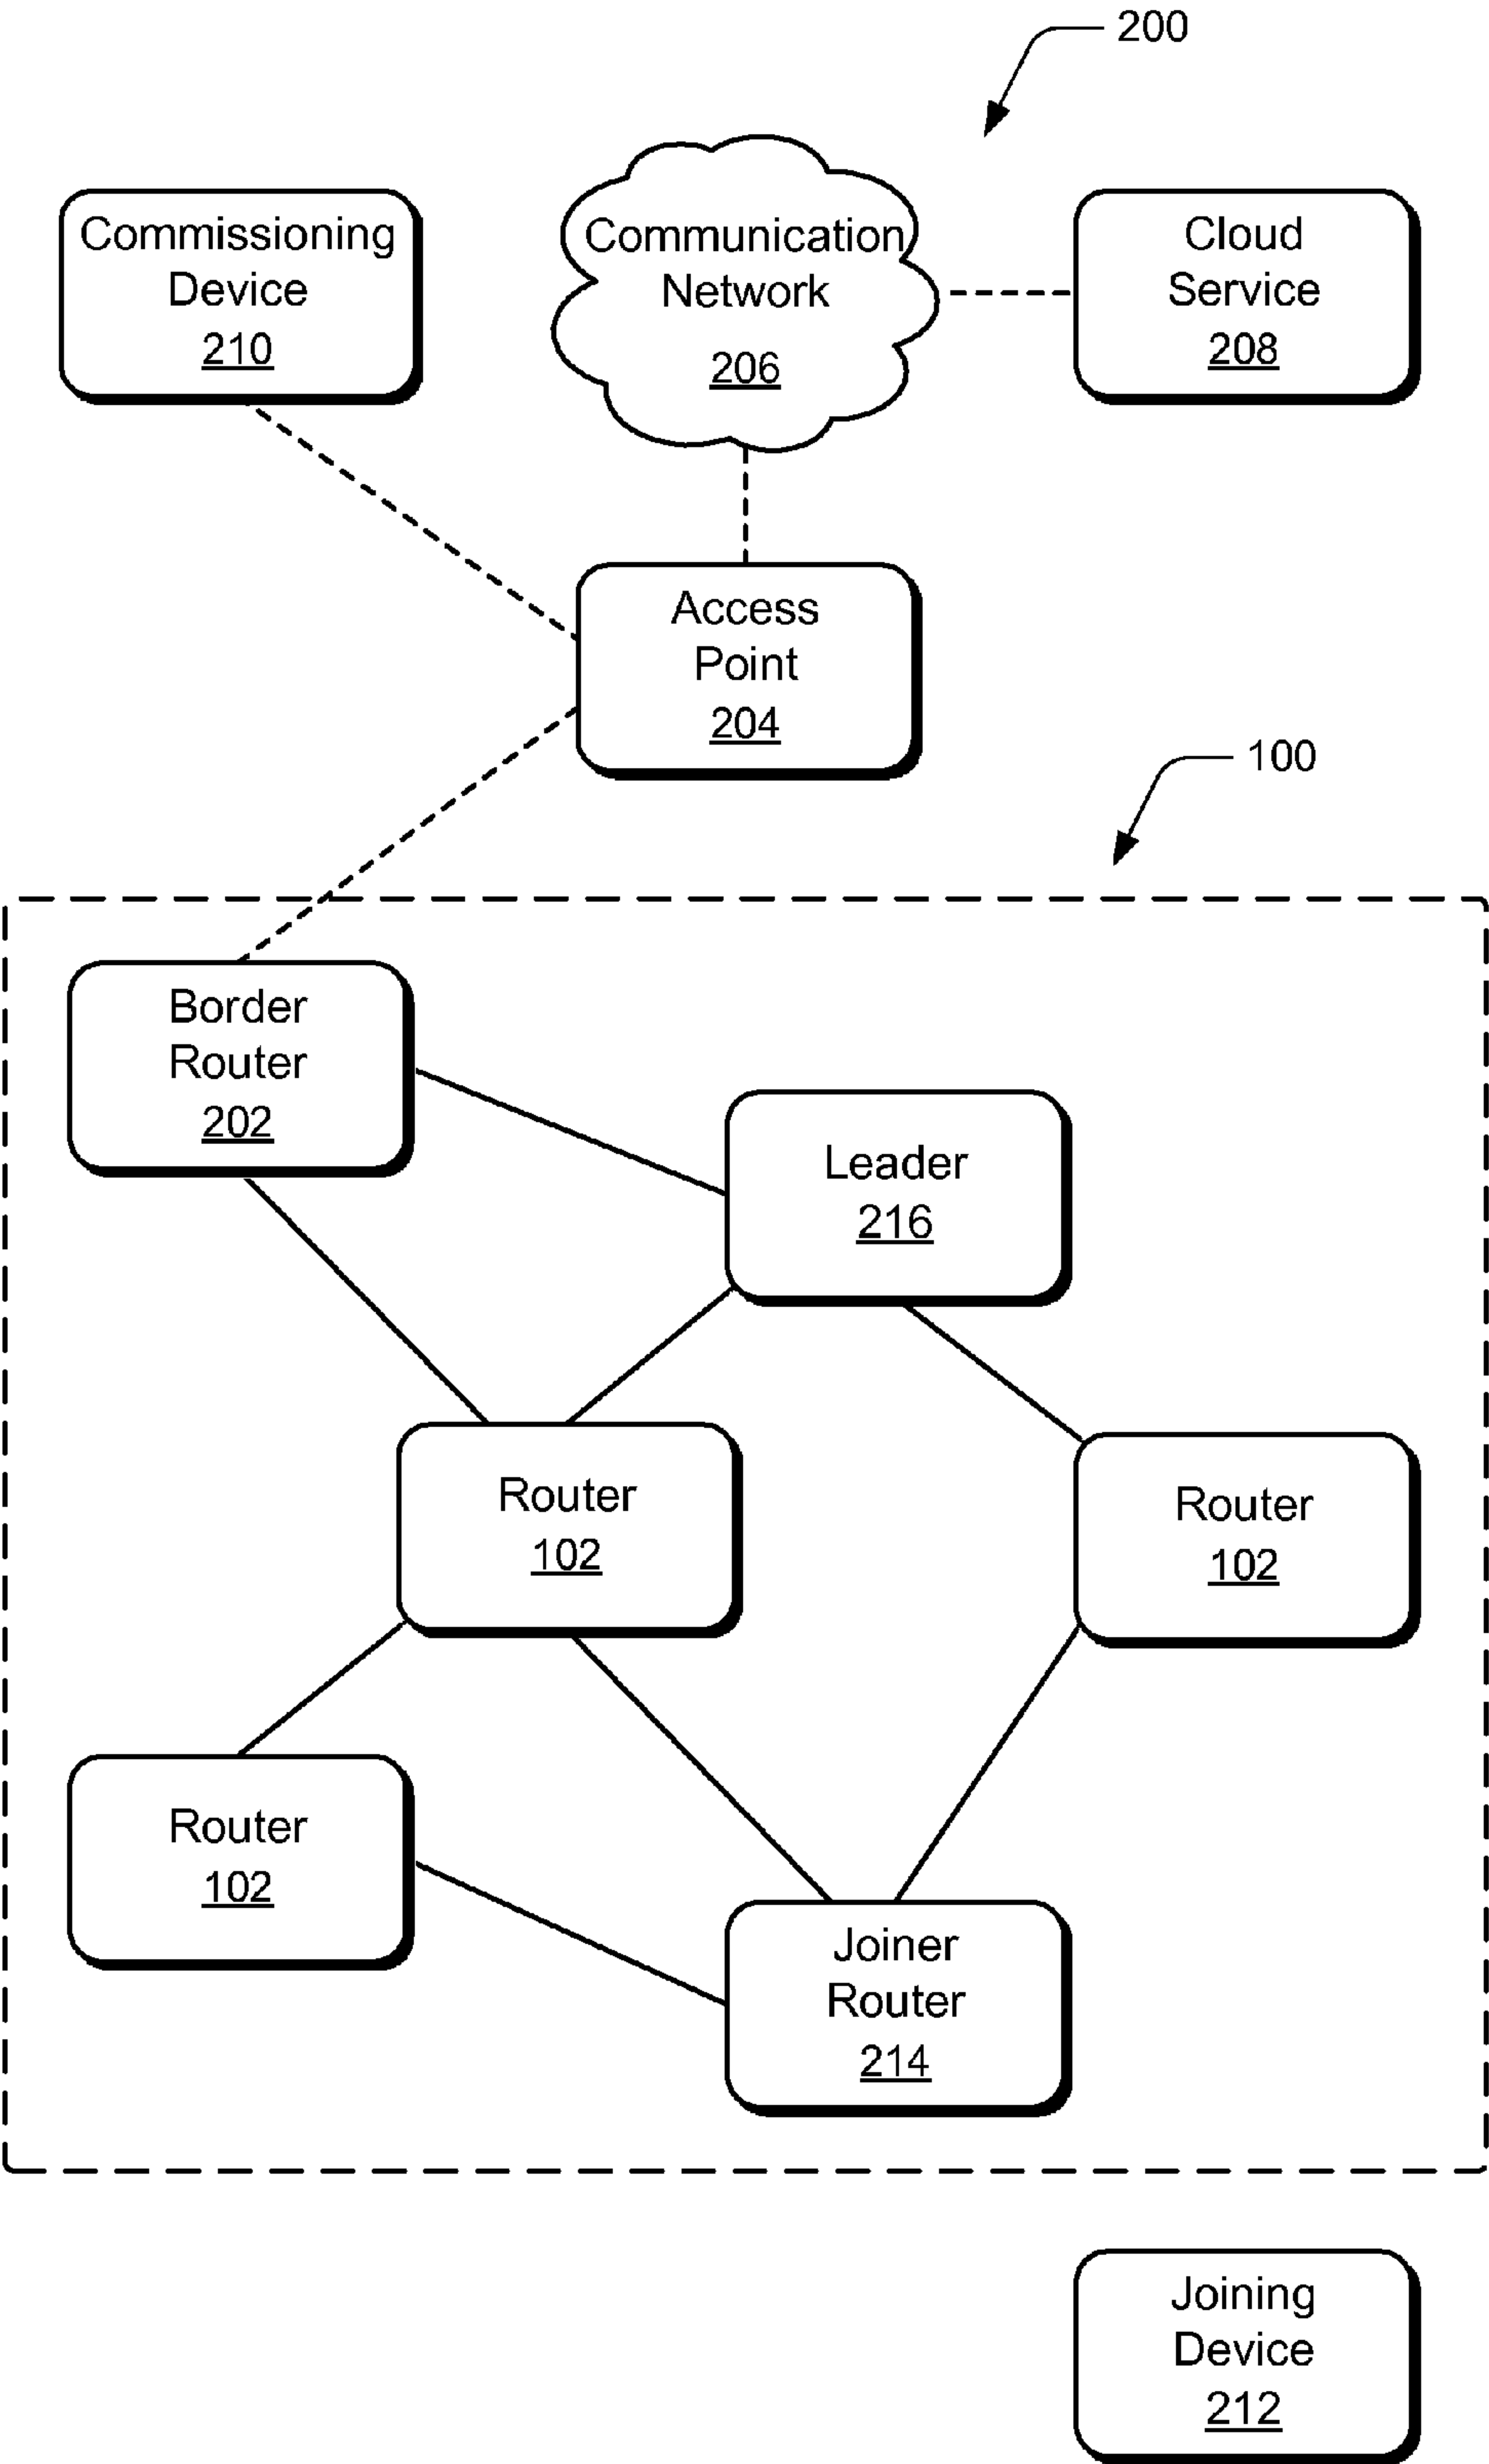 200
Commissioning
Device
210
Communication
Network
206
Cloud
Service
208
Access
Point
204
100
Border
Router
202
Leader
216
Router
102
Router
102
Router
102
Joiner
Router
214
Joining
Device
212